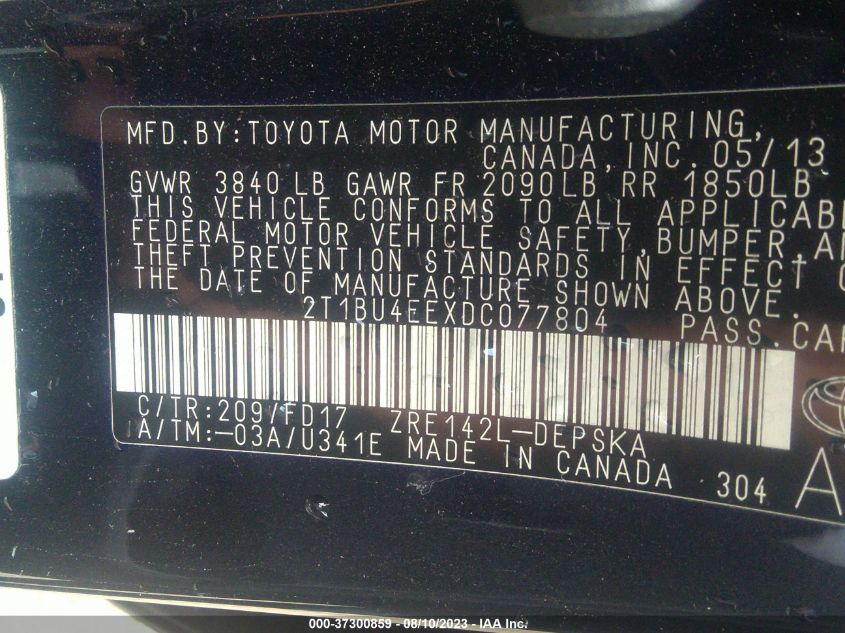 MFD.BY:TOYOTA MOTOR MANUFACTURING,
CANADA,INC. 05/13
GVWR 3840 LB GAWR FR 2090LB RR 1850LB
THIS VEHICLE CONFORMS TO ALL APPLICABL
FEDERAL MOTOR VEHICLE SAFETY,BUMPER,AN
THEFT PREVENTION STANDARDS IN EFFECT O
THE DATE OF MANUFACTURE SHOWN ABOVE.
2T1BU4EEXDC077804 PASS.CAR
C/TR:209/FD17 ZRE142L-DEPSKA
A/TM:-03A/U341E MADE IN CANADA 304 A
000-37300859 - 08/10/2023 - IAA Inc.